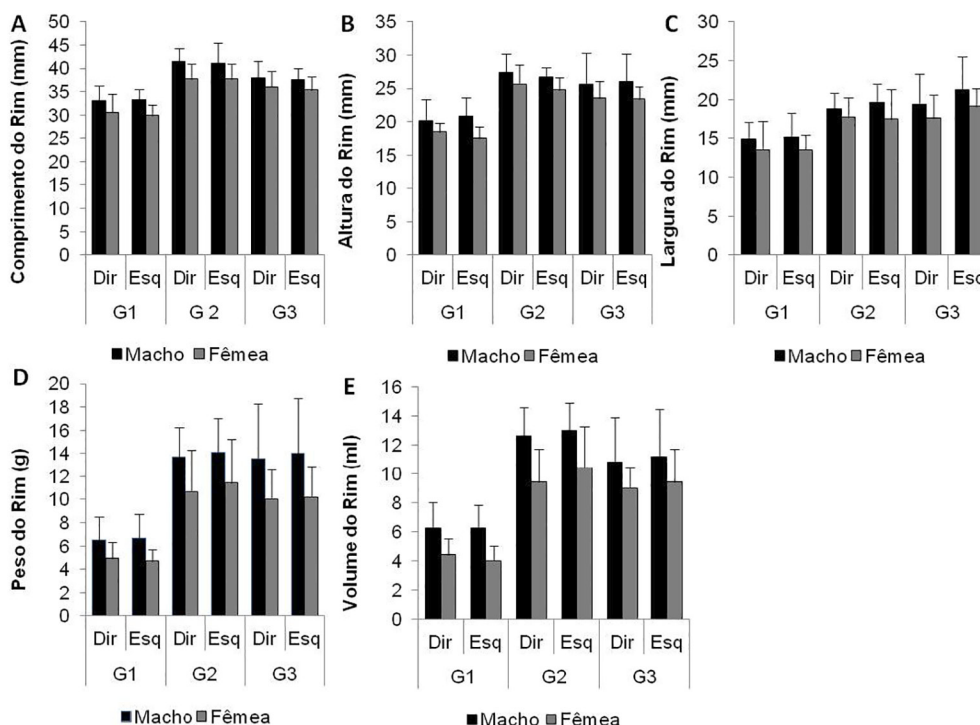 A
Comprimento do Rim (mm)
50
45
40
35
30
25
20
15
10
5
0
Dir Esq Dir Esq Dir Esq
G1 G 2 G3
Macho Fêmea
B
Altura do Rim (mm)
35
30
25
20
15
10
5
0
Dir Esq Dir Esq Dir Esq
G1 G2 G3
Macho Fêmea
C
Largura do Rim (mm)
30
25
20
15
10
5
0
Dir Esq Dir Esq Dir Esq
G1 G2 G3
Macho Fêmea
D
Peso do Rim (g)
20
18
16
14
12
10
8
6
4
2
0
Dir Esq Dir Esq Dir Esq
G1 G2 G3
Macho Fêmea
E
Volume do Rim (ml)
16
14
12
10
8
6
4
2
0
Dir Esq Dir Esq Dir Esq
G1 G2 G3
Macho Fêmea